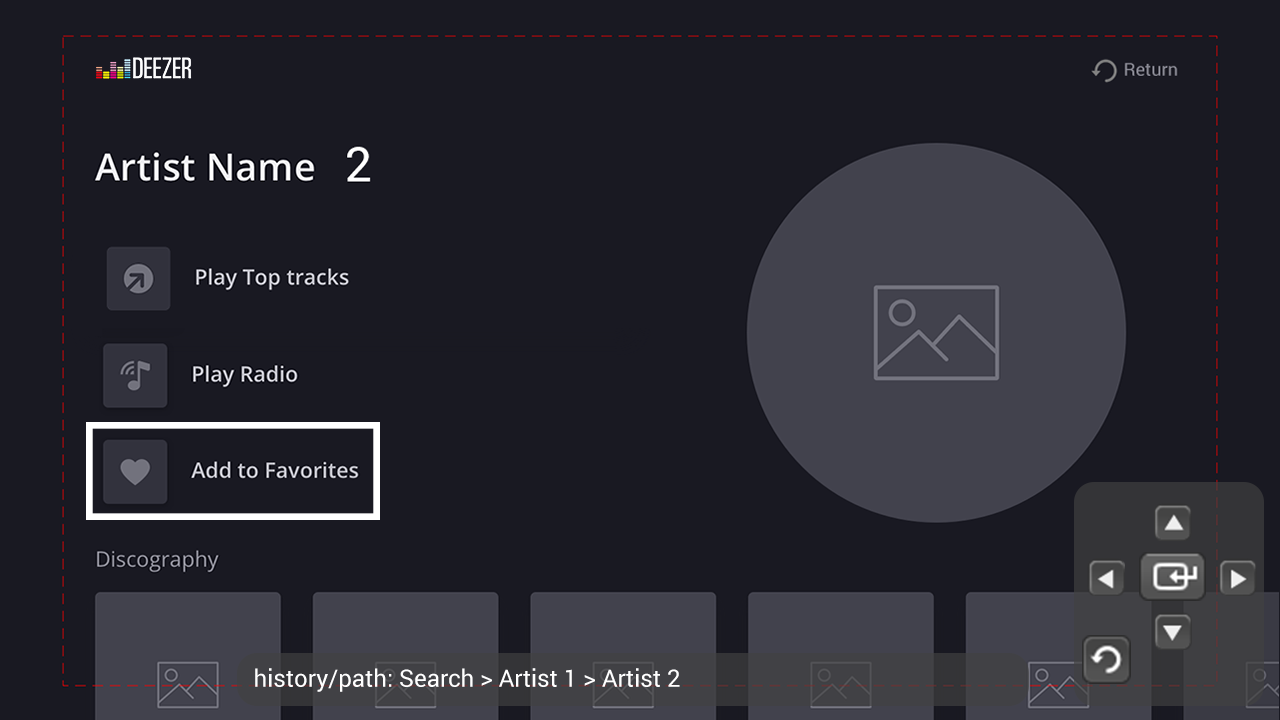 DEEZER
Return
Artist Name 2
Play Top tracks
Play Radio
Add to Favorites
Discography
history/path: Search > Artist 1 > Artist 2